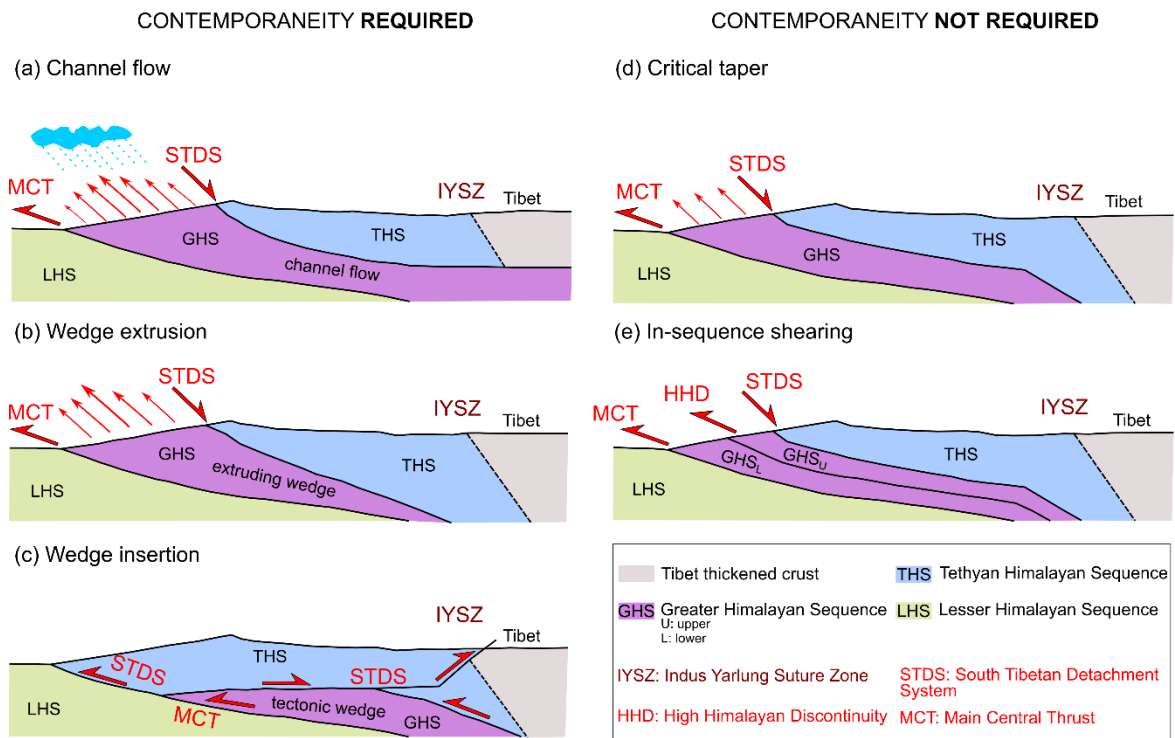 CONTEMPORANEITY REQUIRED
(a) Channel flow
STDS
MCT
IYSZ
Tibet
GHS
THS
channel flow
LHS
(b) Wedge extrusion
STDS
MCT
IYSZ
Tibet
GHS
THS
extruding wedge
LHS
(c) Wedge insertion
IYSZ
Tibet
THS
STDS
STDS
LHS
tectonic wedge
MCT
GHS
CONTEMPORANEITY NOT REQUIRED
(d) Critical taper
STDS
MCT
IYSZ
Tibet
THS
GHS
LHS
(e) In-sequence shearing
STDS
HHD
MCT
IYSZ
Tibet
GHSU
THS
GHSL
LHS
Tibet thickened crust
THS Tethyan Himalayan Sequence
GHS Greater Himalayan Sequence
U: upper
L: lower
LHS Lesser Himalayan Sequence
IYSZ: Indus Yarlung Suture Zone
STDS: South Tibetan Detachment
System
HHD: High Himalayan Discontinuity
MCT: Main Central Thrust